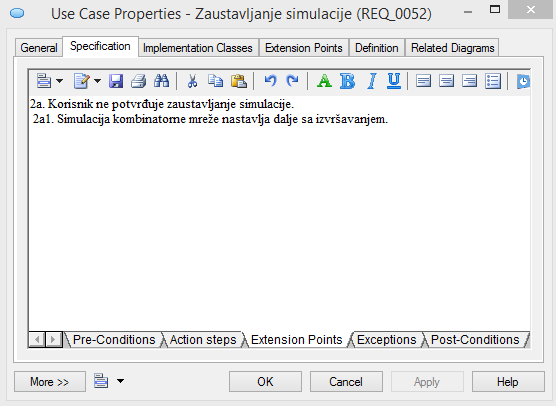 Use Case Properties - Zaustavljanje simulacije (REQ_0052)
General Specification Implementation Classes Extension Points Definition Related Diagrams
A B I U
2a. Korisnik ne potvrđuje zaustavljanje simulacije.
2a1. Simulacija kombinatorne mreže nastavlja dalje sa izvršavanjem.
Pre-Conditions Action steps Extension Points Exceptions Post-Conditions
More >> OK Cancel Apply Help